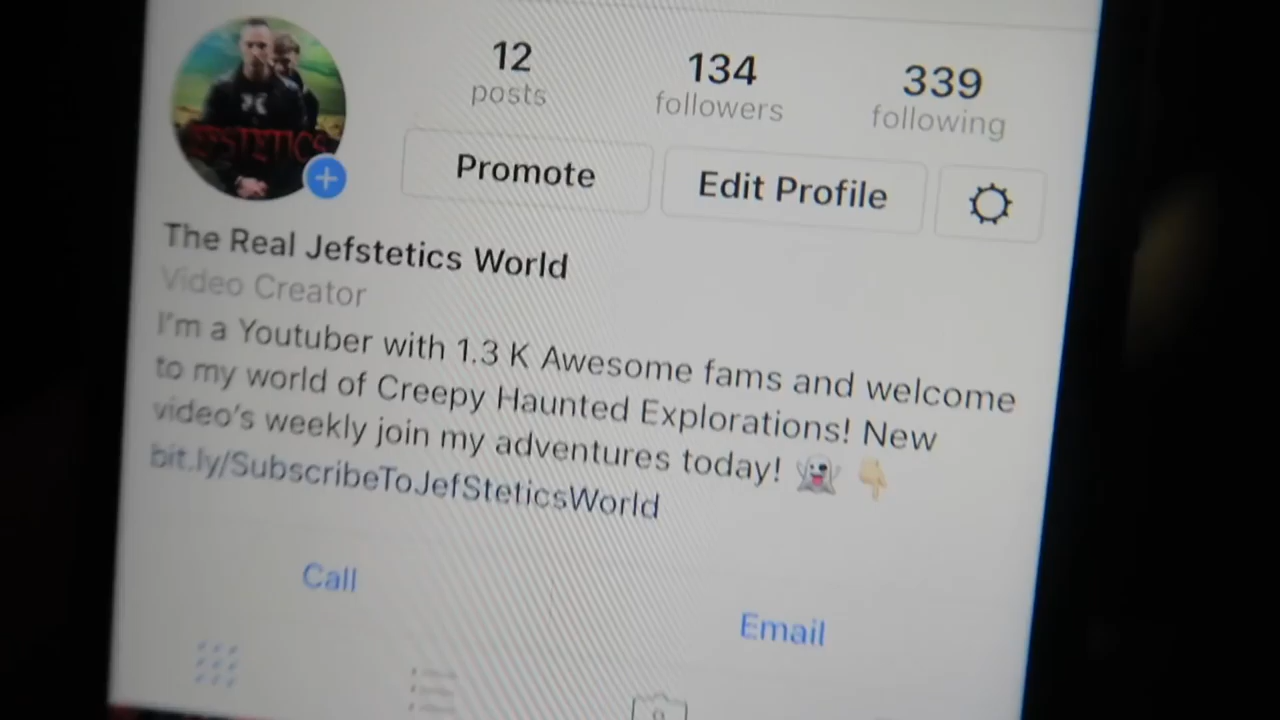 12 posts
134 followers
339 following
JEFSTETICS
Promote
Edit Profile
The Real Jefstetics World
Video Creator
I'm a Youtuber with 1.3 K Awesome fams and welcome
to my world of Creepy Haunted Explorations! New
video's weekly join my adventures today! 👻 👇
bit.ly/SubscribeToJefSteticsWorld
Call
Email